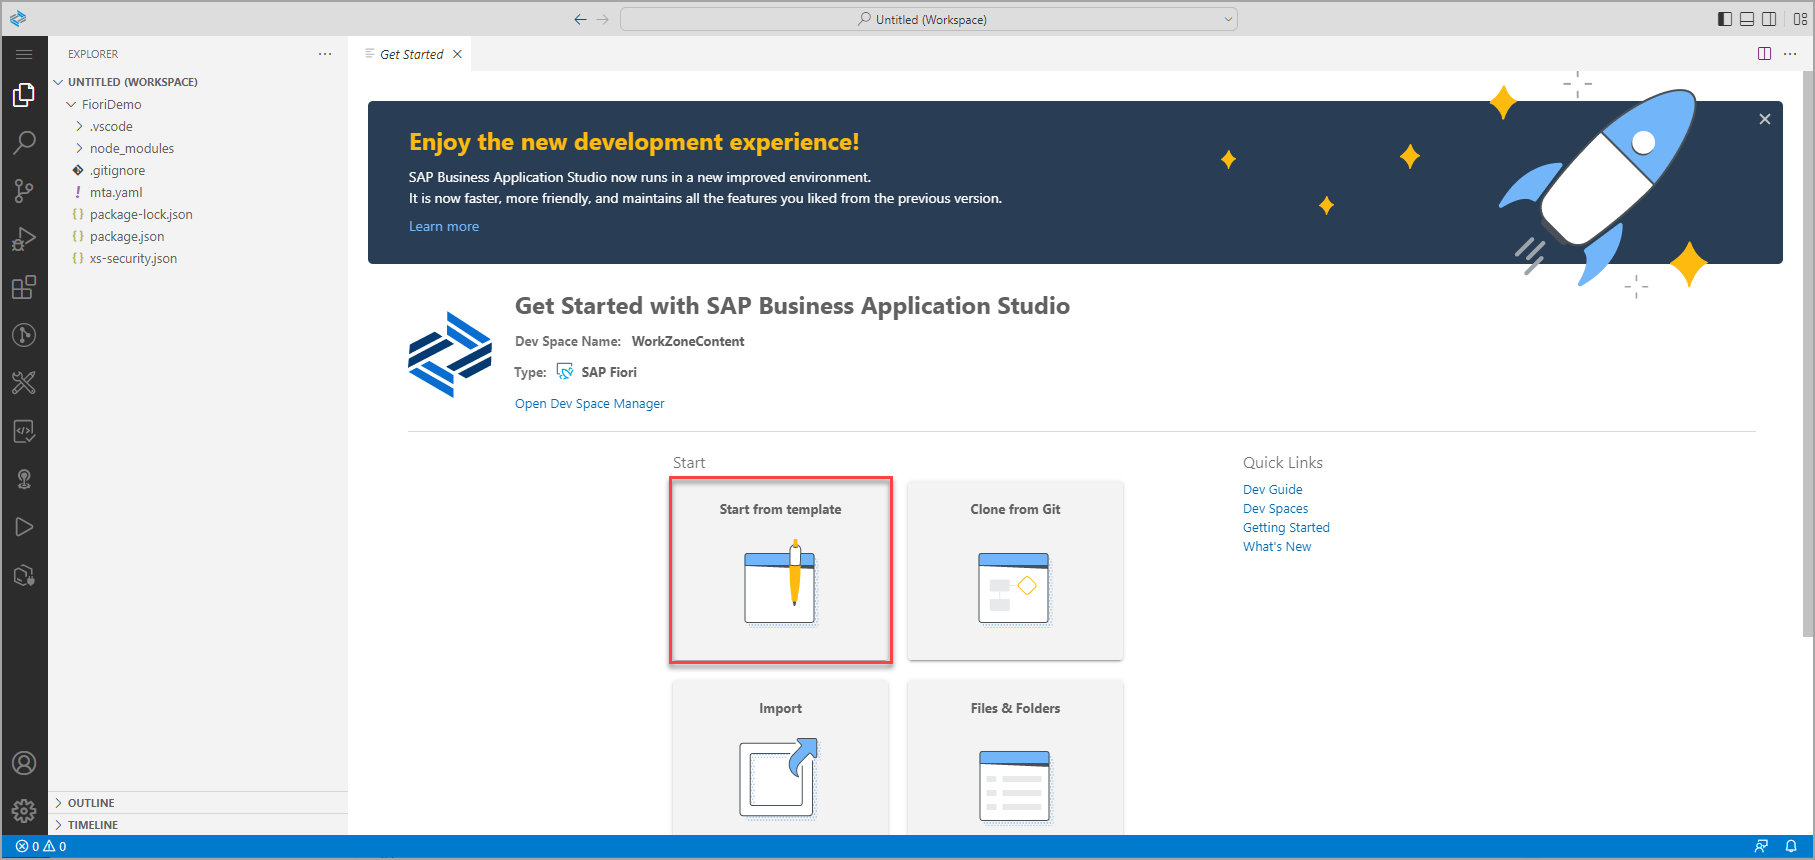 Untitled (Workspace)
EXPLORER
Get Started
UNTITLED (WORKSPACE)
FioriDemo
.vscode
node_modules
.gitignore
mta.yaml
package-lock.json
package.json
xs-security.json
OUTLINE
TIMELINE
Enjoy the new development experience!
SAP Business Application Studio now runs in a new improved environment.
It is now faster, more friendly, and maintains all the features you liked from the previous version.
Learn more
Get Started with SAP Business Application Studio
Dev Space Name: WorkZoneContent
Type: SAP Fiori
Open Dev Space Manager
Start
Start from template
Clone from Git
Import
Files & Folders
Quick Links
Dev Guide
Dev Spaces
Getting Started
What's New
0 0